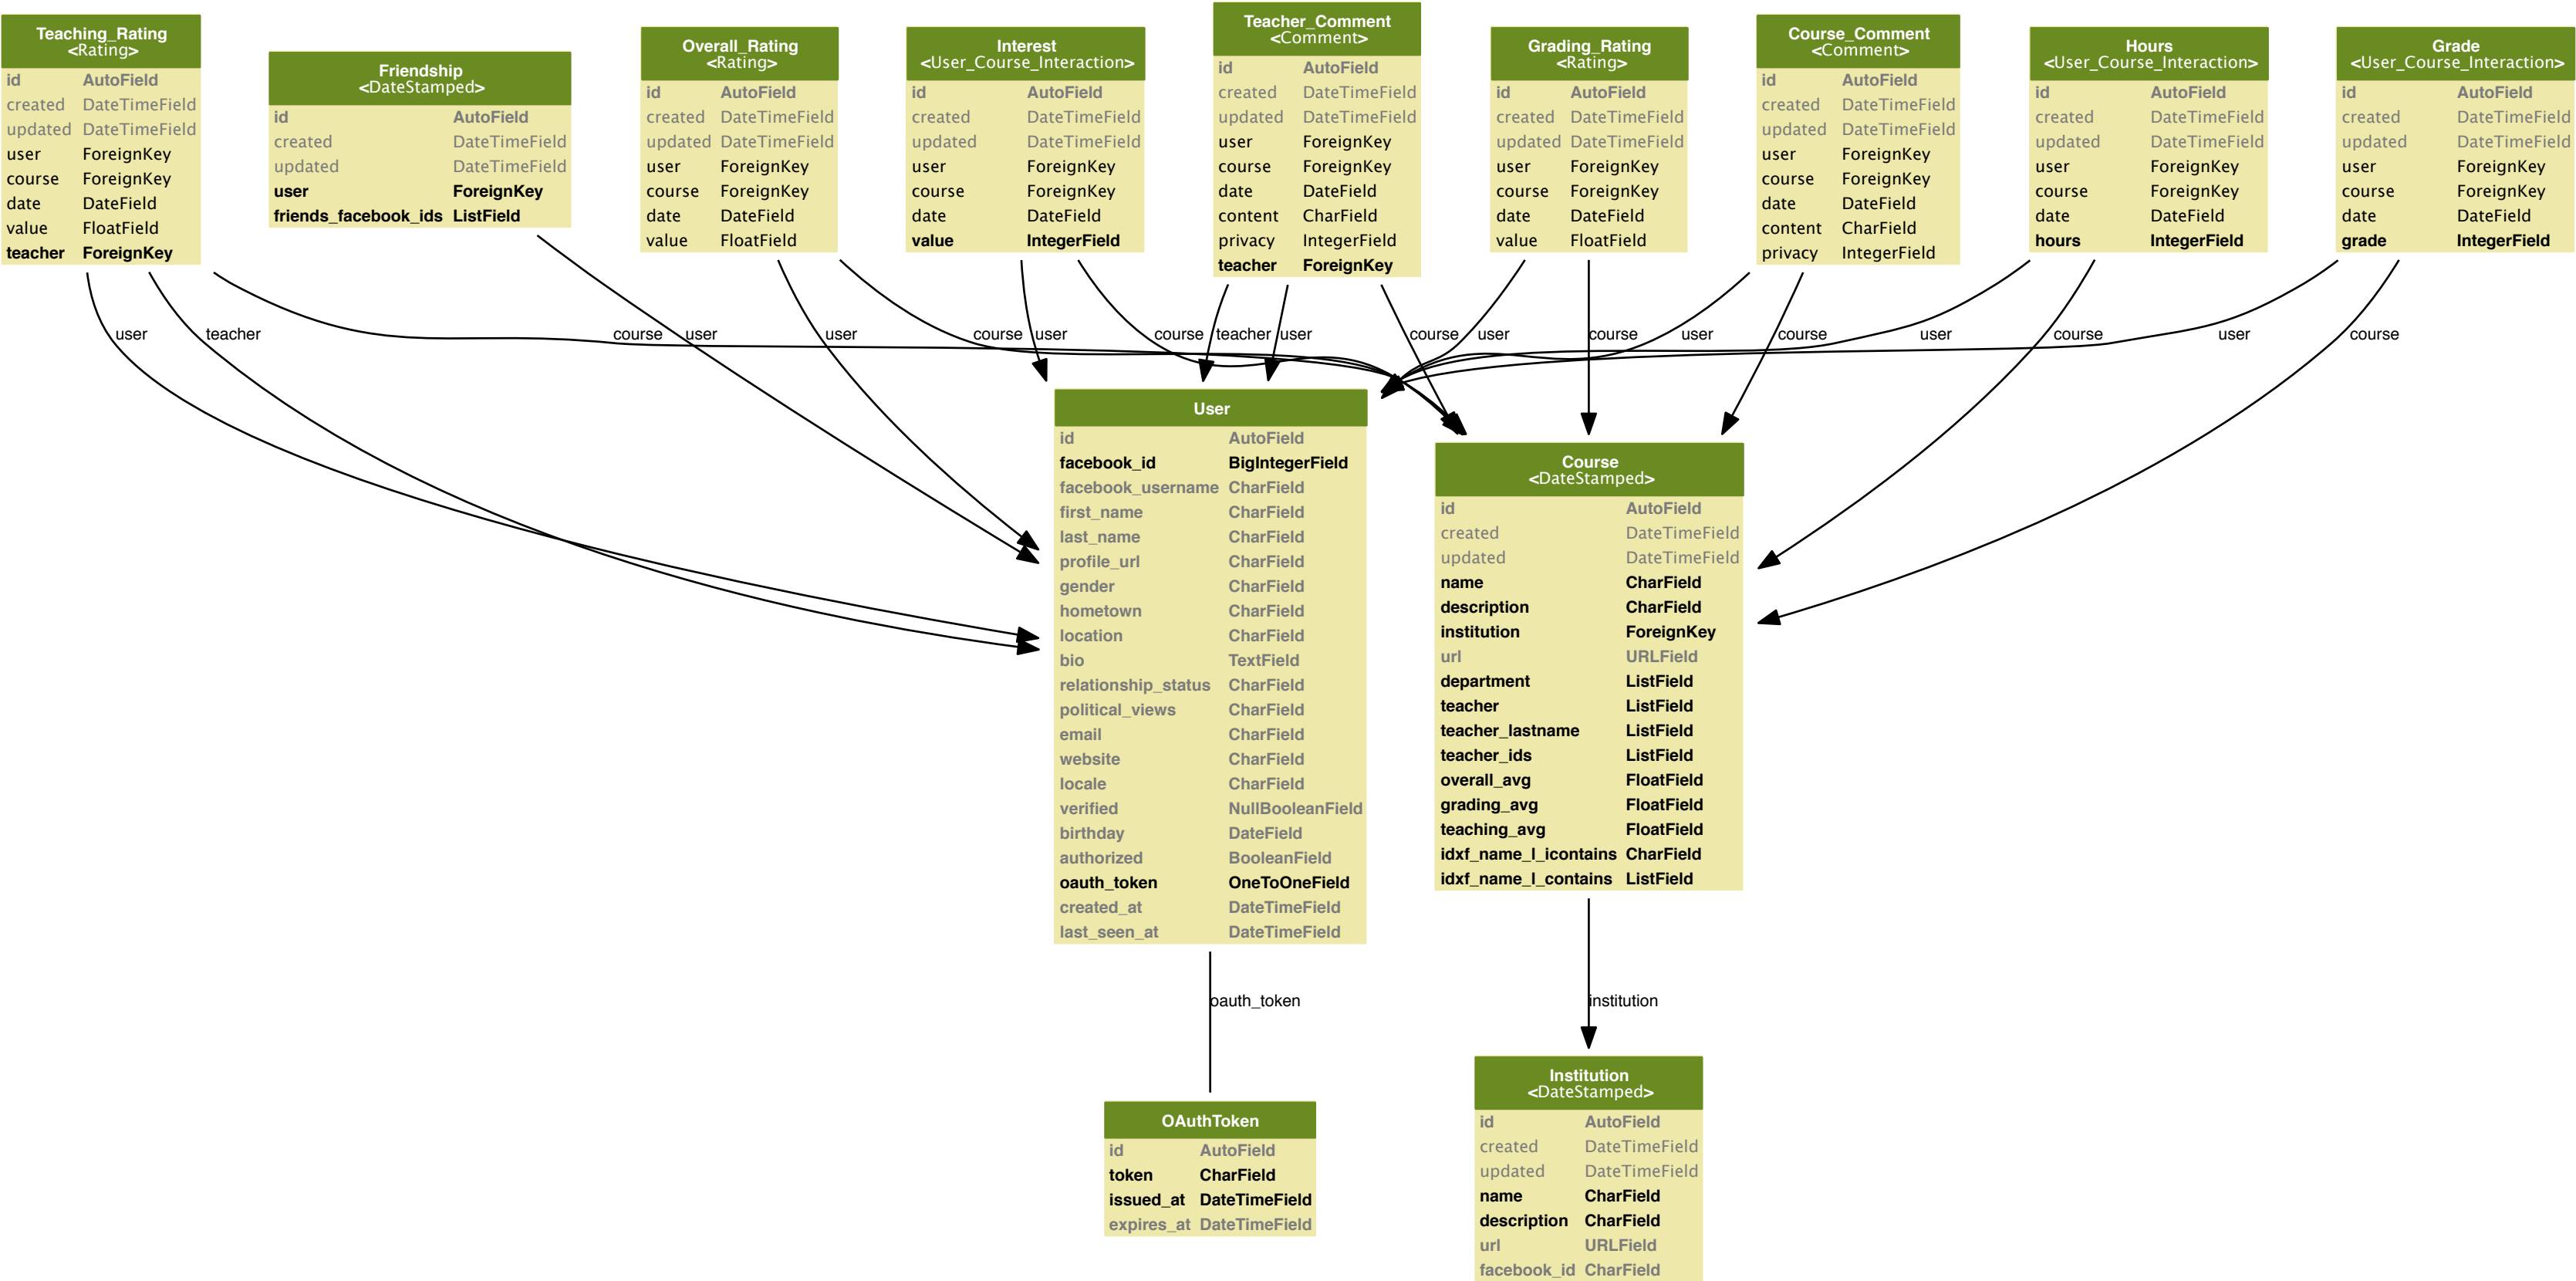 Teaching_Rating
<Rating>
id AutoField
created DateTimeField
updated DateTimeField
user ForeignKey
course ForeignKey
date DateField
value FloatField
teacher ForeignKey
Friendship
<DateStamped>
id AutoField
created DateTimeField
updated DateTimeField
user ForeignKey
friends_facebook_ids ListField
Overall_Rating
<Rating>
id AutoField
created DateTimeField
updated DateTimeField
user ForeignKey
course ForeignKey
date DateField
value FloatField
Interest
<User_Course_Interaction>
id AutoField
created DateTimeField
updated DateTimeField
user ForeignKey
course ForeignKey
date DateField
value IntegerField
Teacher_Comment
<Comment>
id AutoField
created DateTimeField
updated DateTimeField
user ForeignKey
course ForeignKey
date DateField
content CharField
privacy IntegerField
teacher ForeignKey
Grading_Rating
<Rating>
id AutoField
created DateTimeField
updated DateTimeField
user ForeignKey
course ForeignKey
date DateField
value FloatField
Course_Comment
<Comment>
id AutoField
created DateTimeField
updated DateTimeField
user ForeignKey
course ForeignKey
date DateField
content CharField
privacy IntegerField
Hours
<User_Course_Interaction>
id AutoField
created DateTimeField
updated DateTimeField
user ForeignKey
course ForeignKey
date DateField
hours IntegerField
Grade
<User_Course_Interaction>
id AutoField
created DateTimeField
updated DateTimeField
user ForeignKey
course ForeignKey
date DateField
grade IntegerField
user
teacher
course
user
user
course
user
course
teacher
user
course
user
course
user
course
user
course
user
course
User
id AutoField
facebook_id BigIntegerField
facebook_username CharField
first_name CharField
last_name CharField
profile_url CharField
gender CharField
hometown CharField
location CharField
bio TextField
relationship_status CharField
political_views CharField
email CharField
website CharField
locale CharField
verified NullBooleanField
birthday DateField
authorized BooleanField
oauth_token OneToOneField
created_at DateTimeField
last_seen_at DateTimeField
Course
<DateStamped>
id AutoField
created DateTimeField
updated DateTimeField
name CharField
description CharField
institution ForeignKey
url URLField
department ListField
teacher ListField
teacher_lastname ListField
teacher_ids ListField
overall_avg FloatField
grading_avg FloatField
teaching_avg FloatField
idxf_name_l_icontains CharField
idxf_name_l_contains ListField
oauth_token
institution
OAuthToken
id AutoField
token CharField
issued_at DateTimeField
expires_at DateTimeField
Institution
<DateStamped>
id AutoField
created DateTimeField
updated DateTimeField
name CharField
description CharField
url URLField
facebook_id CharField